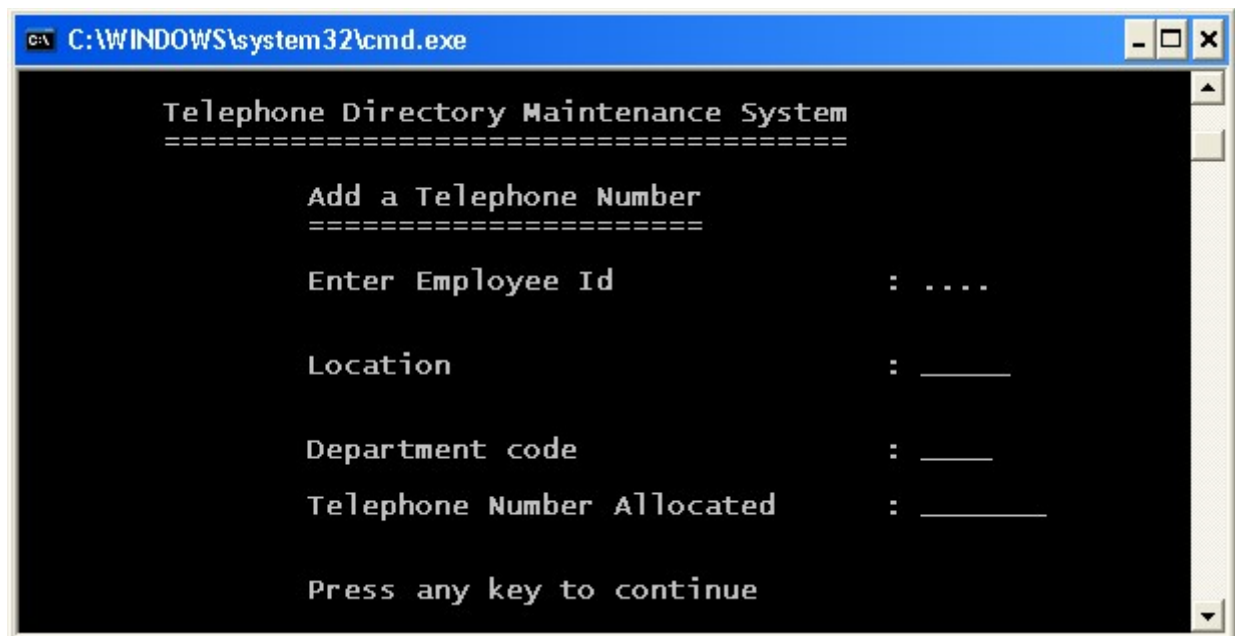 C:\WINDOWS\system32\cmd.exe
Telephone Directory Maintenance System
======================================
Add a Telephone Number
======================
Enter Employee Id : ....
Location : _____
Department code : ____
Telephone Number Allocated : _______
Press any key to continue